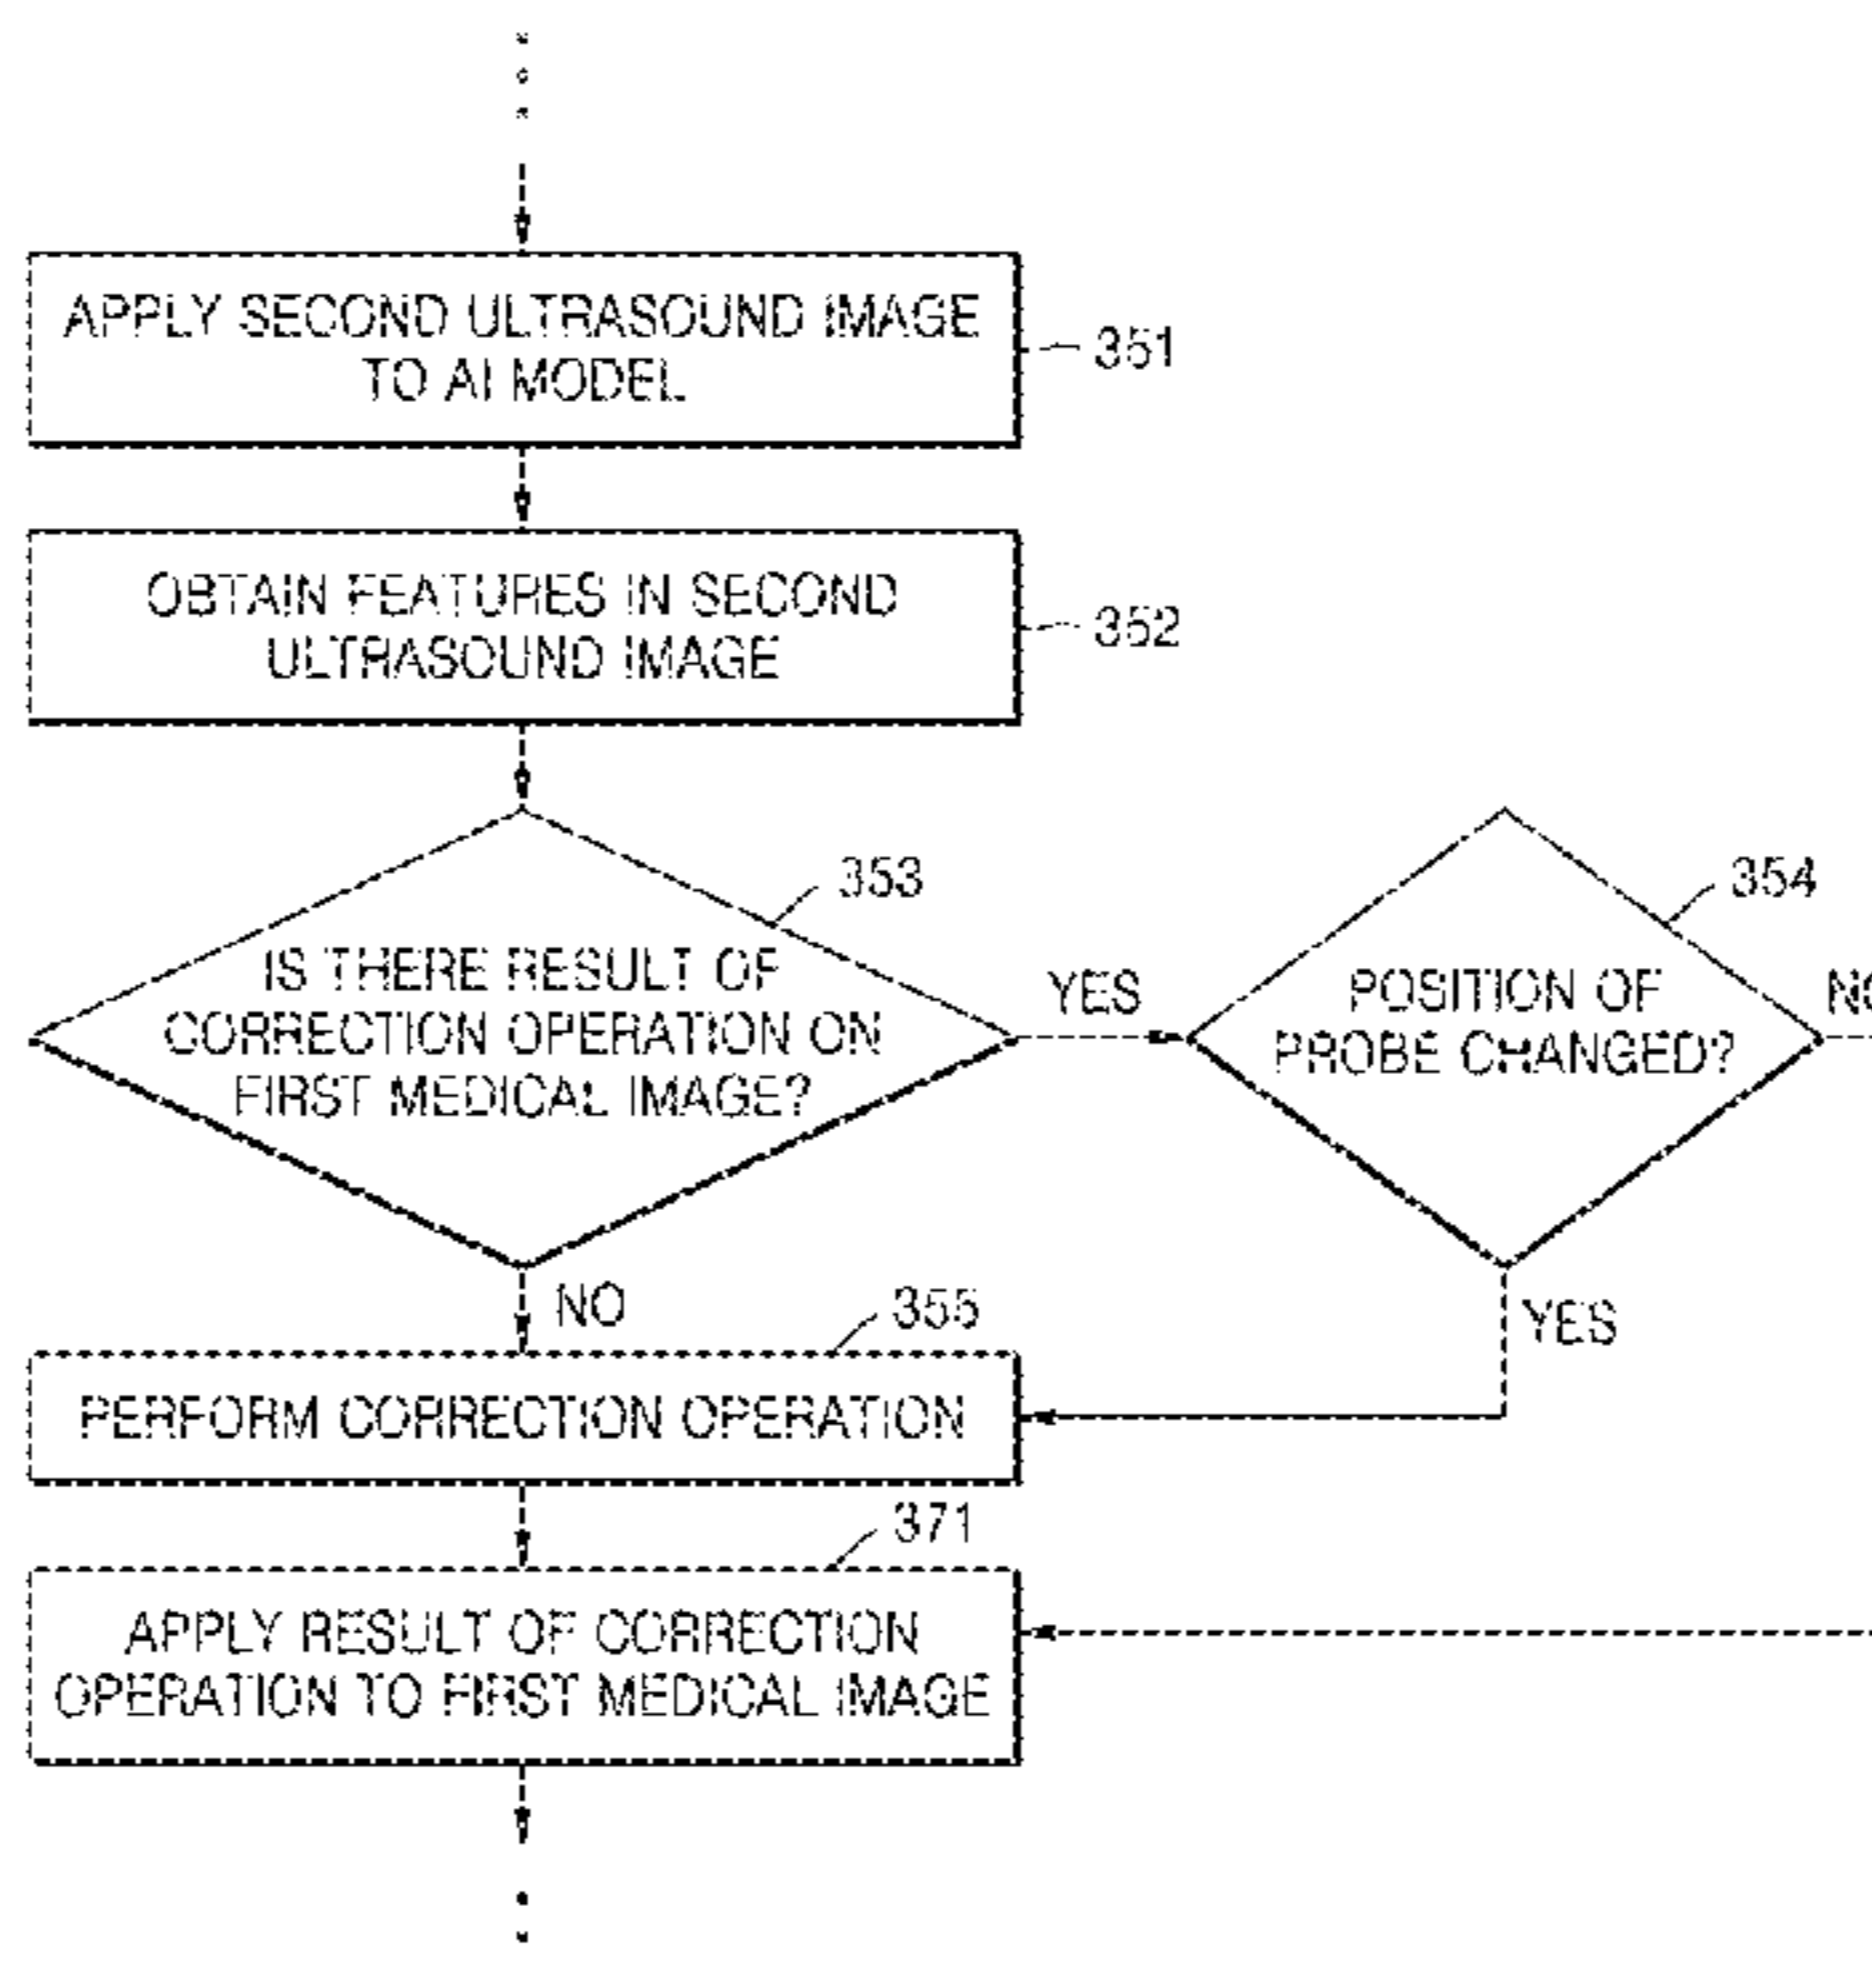 APPLY SECOND ULTRASOUND IMAGE
TO AI MODEL
351
OBTAIN FEATURES IN SECOND
ULTRASOUND IMAGE
352
353
IS THERE RESULT OF
CORRECTION OPERATION ON
FIRST MEDICAL IMAGE?
YES
354
POSITION OF
PROBE CHANGED?
NO
NO
YES
355
PERFORM CORRECTION OPERATION
371
APPLY RESULT OF CORRECTION
OPERATION TO FIRST MEDICAL IMAGE